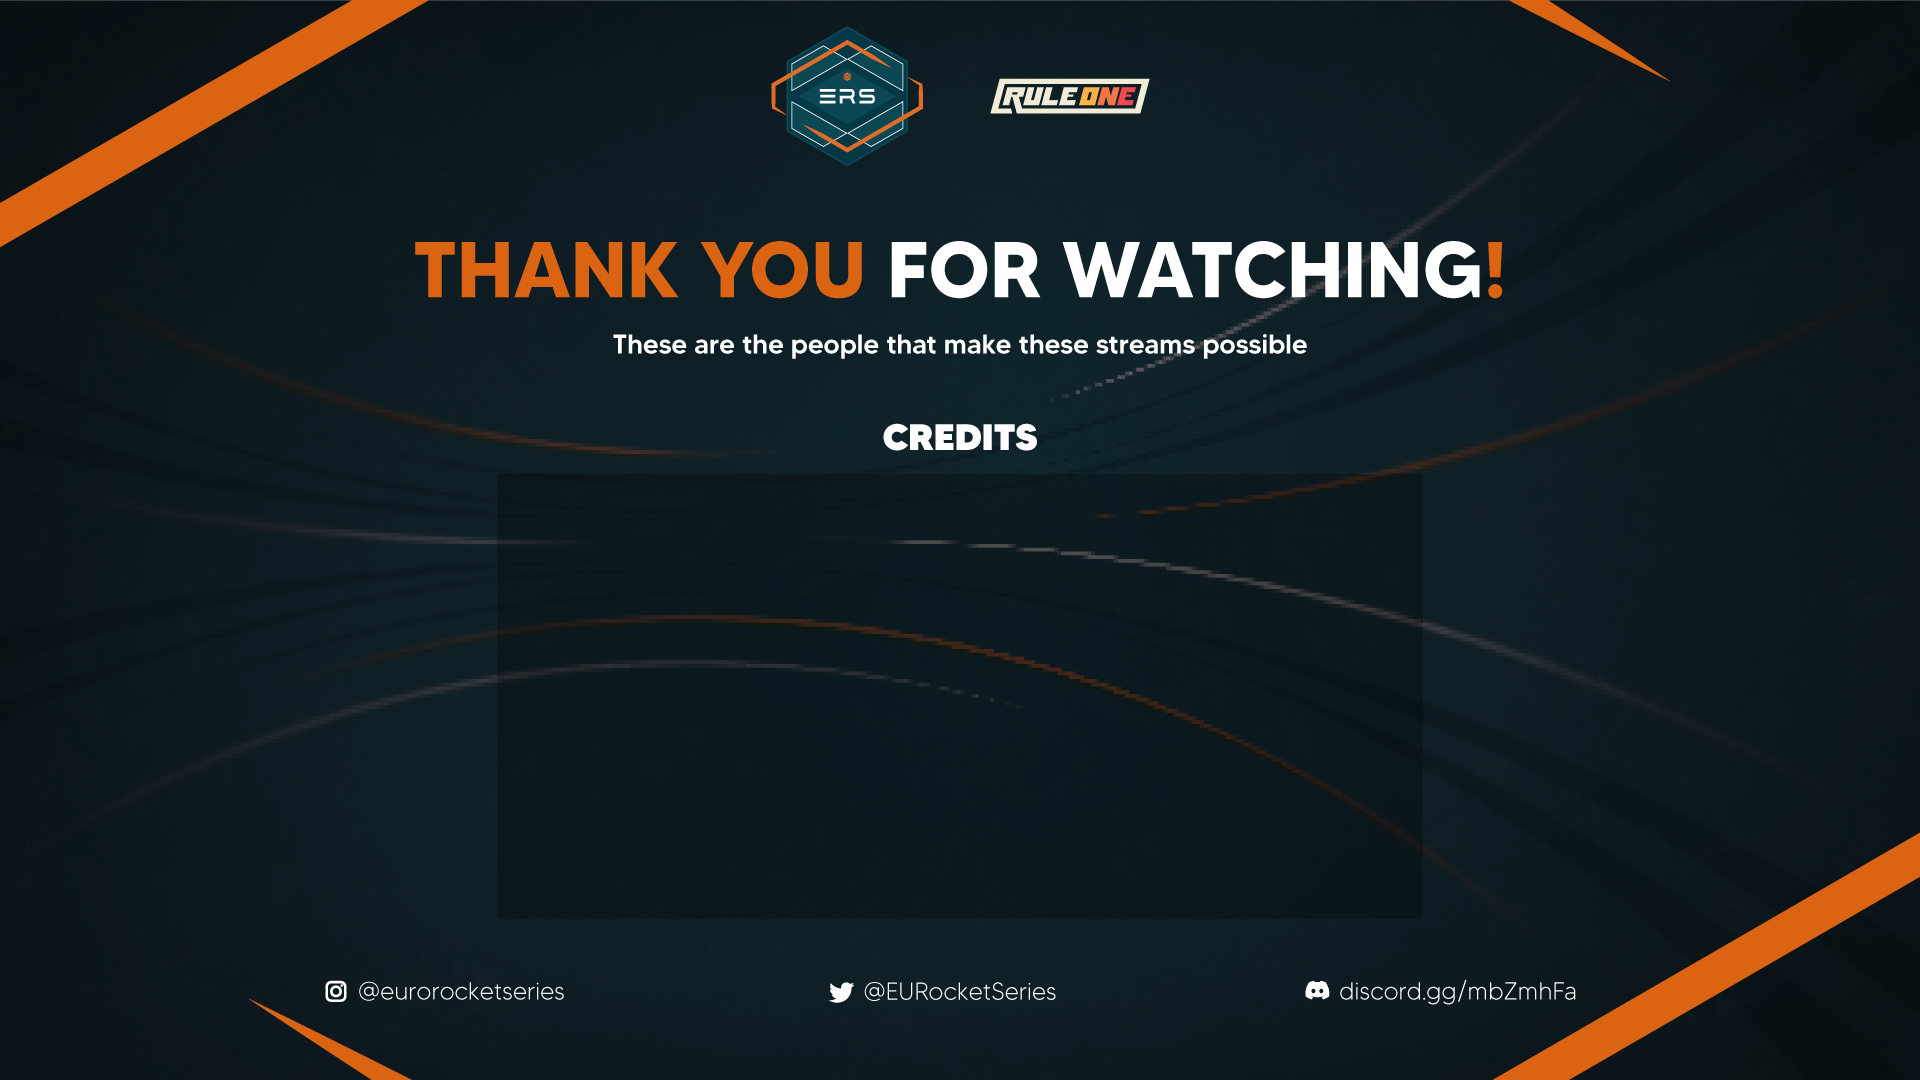 ERS
RULE ONE
THANK YOU FOR WATCHING!
These are the people that make these streams possible
CREDITS
@eurorocketseries
@EURocketSeries
discord.gg/mbZmhFa